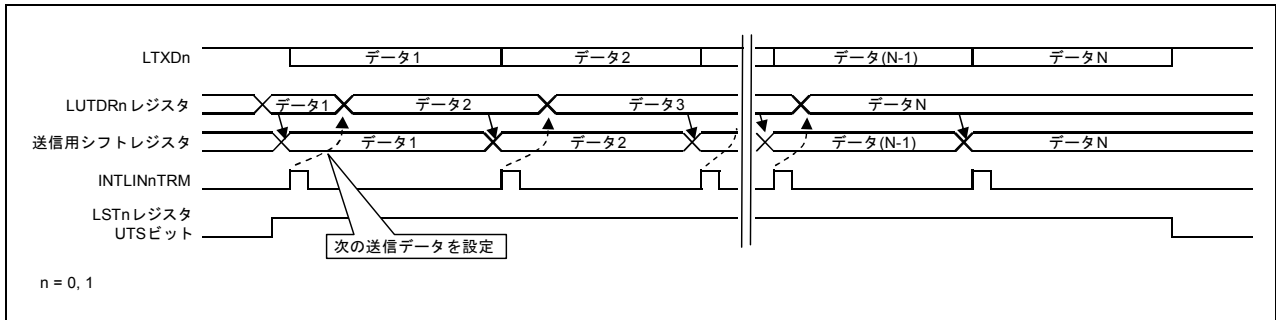 LTXDn
データ1
データ2
データ(N-1)
データN
LUTDRnレジスタ
データ1
データ2
データ3
データN
送信用シフトレジスタ
データ1
データ2
データ(N-1)
データN
INTLINnTRM
LSTnレジスタ
UTSビット
次の送信データを設定
n = 0, 1